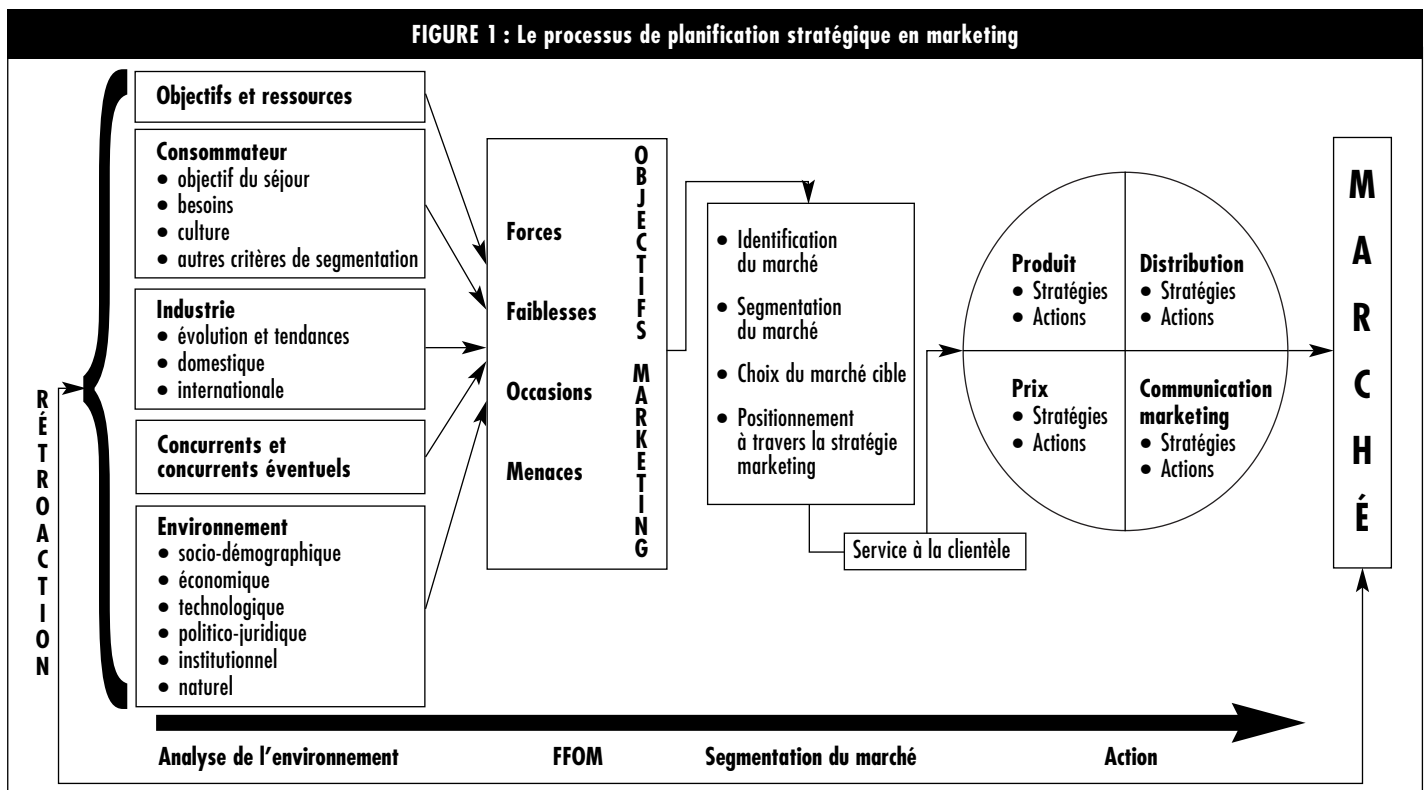 FIGURE 1 : Le processus de planification stratégique en marketing
RÉTROACTION
Objectifs et ressources
Consommateur
• objectif du séjour
• besoins
• culture
• autres critères de segmentation
Industrie
• évolution et tendances
• domestique
• internationale
Concurrents et
concurrents éventuels
Environnement
• socio-démographique
• économique
• technologique
• politico-juridique
• institutionnel
• naturel
Forces
Faiblesses
Occasions
Menaces
OBJECTIFS MARKETING
• Identification
du marché
• Segmentation
du marché
• Choix du marché cible
• Positionnement
à travers la stratégie
marketing
Service à la clientèle
Produit
• Stratégies
• Actions
Distribution
• Stratégies
• Actions
Prix
• Stratégies
• Actions
Communication
marketing
• Stratégies
• Actions
MARCHÉ
Analyse de l'environnement
FFOM
Segmentation du marché
Action